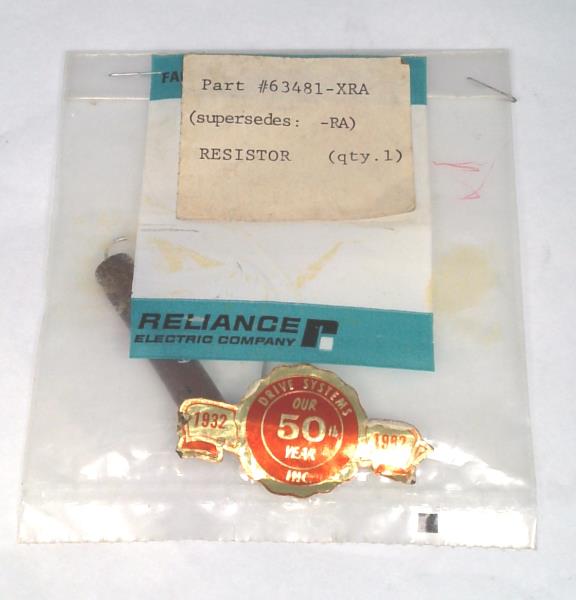 FA
Part #63481-XRA
(supersedes: -RA)
RESISTOR (qty.1)
RELIANCE
ELECTRIC COMPANY
DRIVE SYSTEMS
OUR
1932
50th
1982
YEAR
INC.